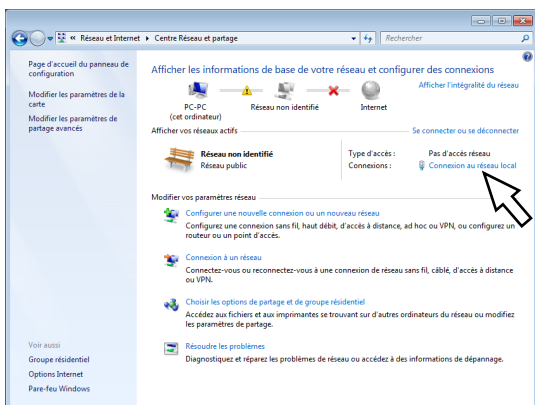 Réseau et Internet ▸ Centre Réseau et partage
Rechercher
Page d'accueil du panneau de
configuration
Modifier les paramètres de la
carte
Modifier les paramètres de
partage avancés
Voir aussi
Groupe résidentiel
Options Internet
Pare-feu Windows
Afficher les informations de base de votre réseau et configurer des connexions
Afficher l'intégralité du réseau
PC-PC
(cet ordinateur)
Réseau non identifié
Internet
Afficher vos réseaux actifs
Se connecter ou se déconnecter
Réseau non identifié
Réseau public
Type d'accès : Pas d'accès réseau
Connexions : Connexion au réseau local
Modifier vos paramètres réseau
Configurer une nouvelle connexion ou un nouveau réseau
Configurez une connexion sans fil, haut débit, d'accès à distance, ad hoc ou VPN, ou configurez un
routeur ou un point d'accès.
Connexion à un réseau
Connectez-vous ou reconnectez-vous à une connexion de réseau sans fil, câblé, d'accès à distance
ou VPN.
Choisir les options de partage et de groupe résidentiel
Accédez aux fichiers et aux imprimantes se trouvant sur d'autres ordinateurs du réseau ou modifiez
les paramètres de partage.
Résoudre les problèmes
Diagnostiquez et réparez les problèmes de réseau ou accédez à des informations de dépannage.